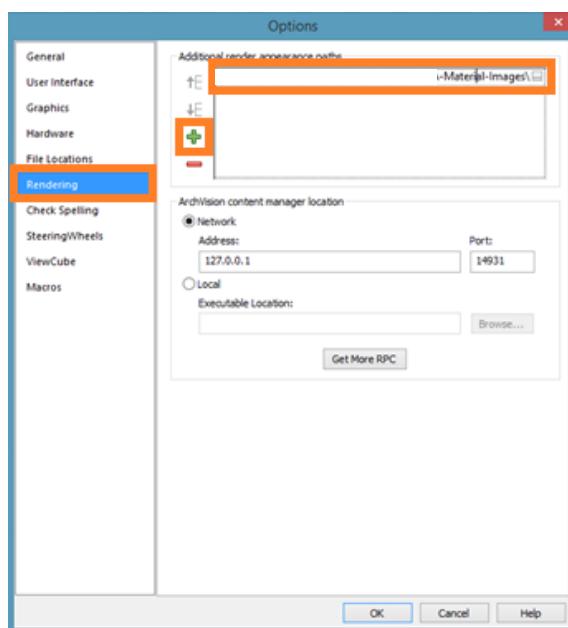 Options
General
User Interface
Graphics
Hardware
File Locations
Rendering
Check Spelling
SteeringWheels
ViewCube
Macros
Additional render appearance paths
-Material-Images\
ArchVision content manager location
Network
Address:
Port:
127.0.0.1
14931
Local
Executable Location:
Browse...
Get More RPC
OK
Cancel
Help